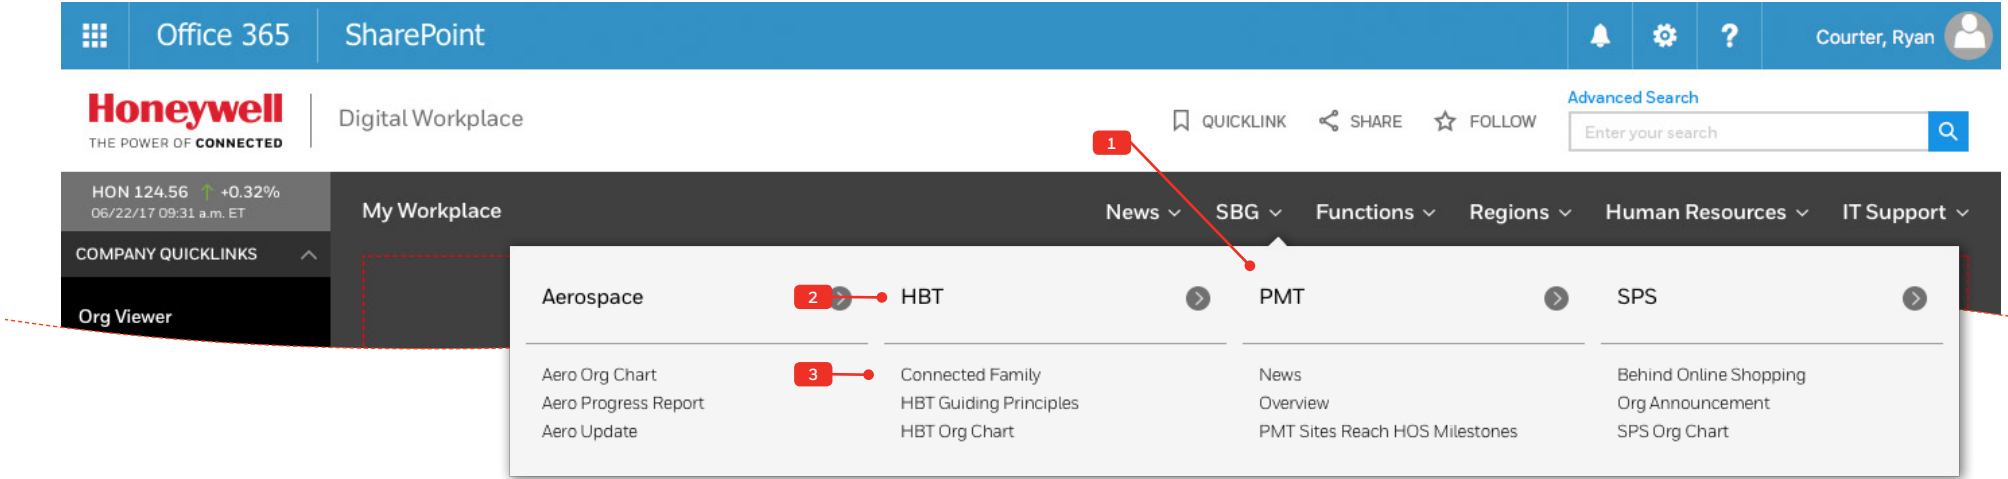 Office 365
SharePoint
?
Courter, Ryan
Honeywell
THE POWER OF CONNECTED
Digital Workplace
QUICKLINK
SHARE
FOLLOW
Advanced Search
Enter your search
1
HON 124.56 ↑ +0.32%
06/22/17 09:31 a.m. ET
My Workplace
News
SBG
Functions
Regions
Human Resources
IT Support
COMPANY QUICKLINKS
Org Viewer
Aerospace
2
HBT
PMT
SPS
Aero Org Chart
Aero Progress Report
Aero Update
3
Connected Family
HBT Guiding Principles
HBT Org Chart
News
Overview
PMT Sites Reach HOS Milestones
Behind Online Shopping
Org Announcement
SPS Org Chart